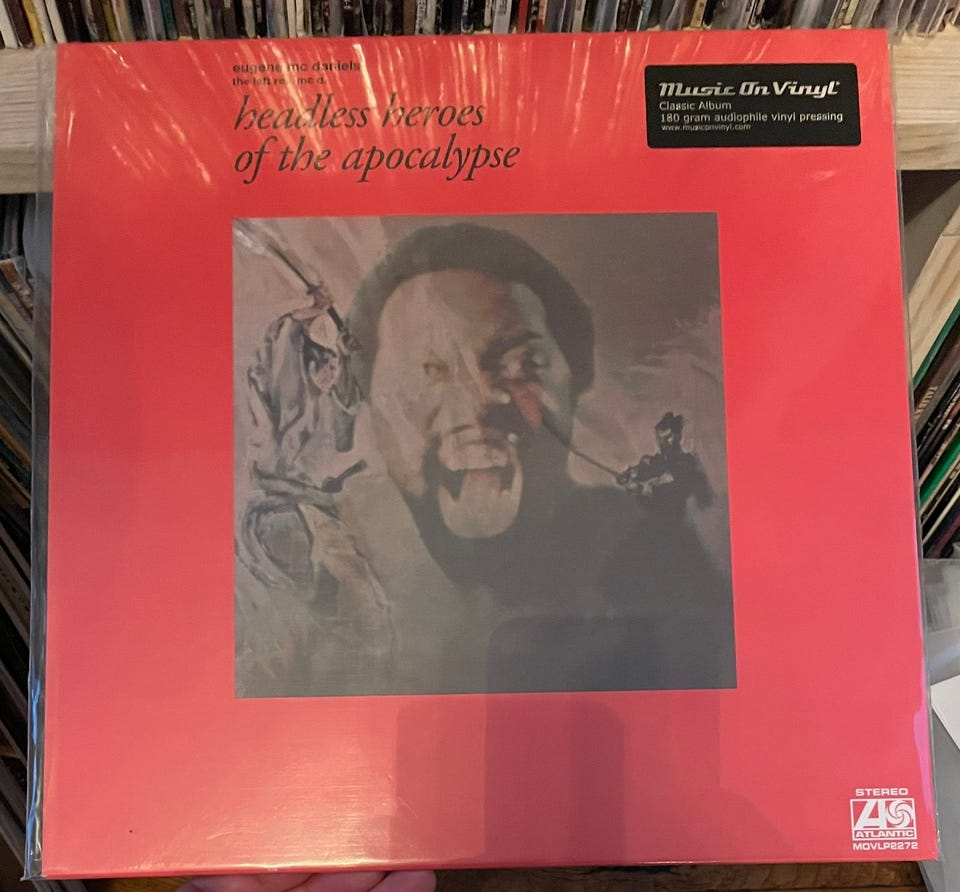 eugene mc daniels
the left rev. mc d.
headless heroes
of the apocalypse
Music On Vinyl
Classic Album
180 gram audiophile vinyl pressing
www.musiconvinyl.com
STEREO
ATLANTIC
MOVLP2272